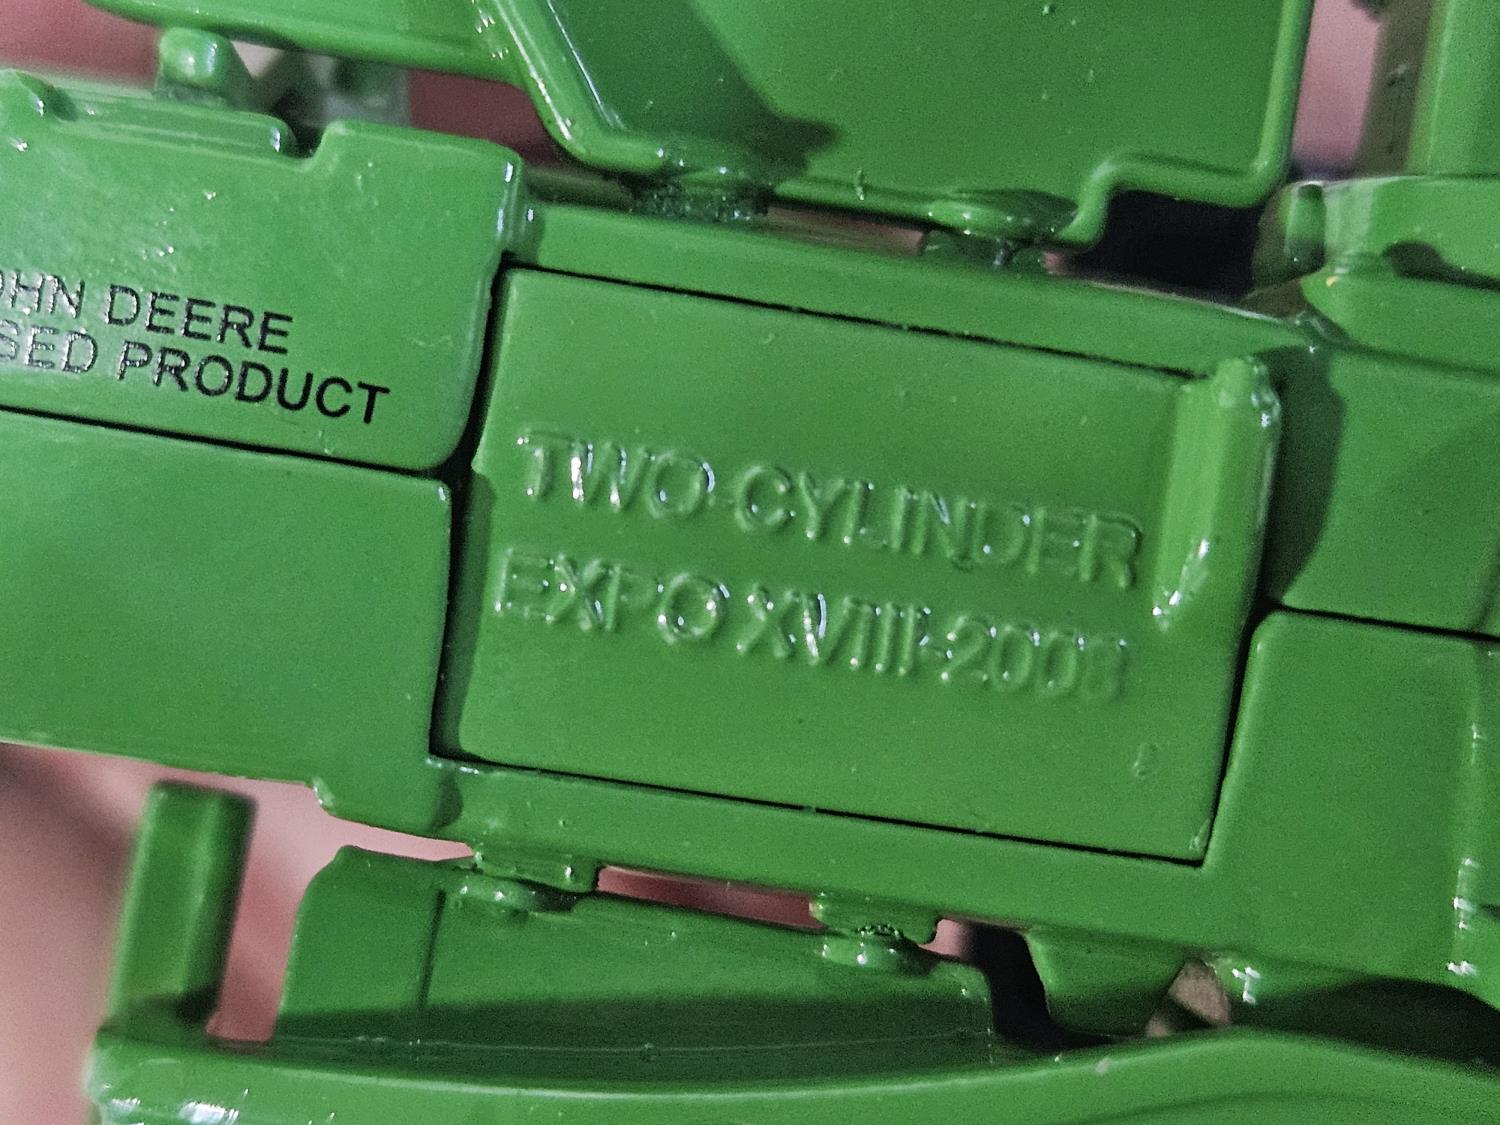 OHN DEERE
SED PRODUCT
TWO-CYLINDER
EXPO XVIII-2008